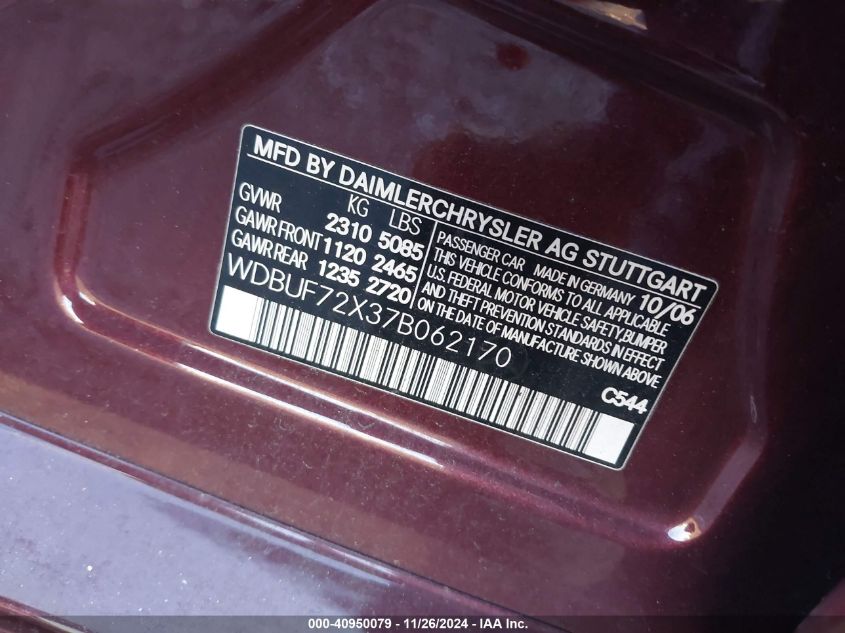 MFD BY DAIMLERCHRYSLER AG STUTTGART
KG LBS
GVWR 2310 5085
GAWR FRONT 1120 2465
GAWR REAR 1235 2720
PASSENGER CAR MADE IN GERMANY 10/06
THIS VEHICLE CONFORMS TO ALL APPLICABLE
U.S. FEDERAL MOTOR VEHICLE SAFETY, BUMPER
AND THEFT PREVENTION STANDARDS IN EFFECT
ON THE DATE OF MANUFACTURE SHOWN ABOVE
WDBUF72X37B062170
C544
000-40950079 - 11/26/2024 - IAA Inc.